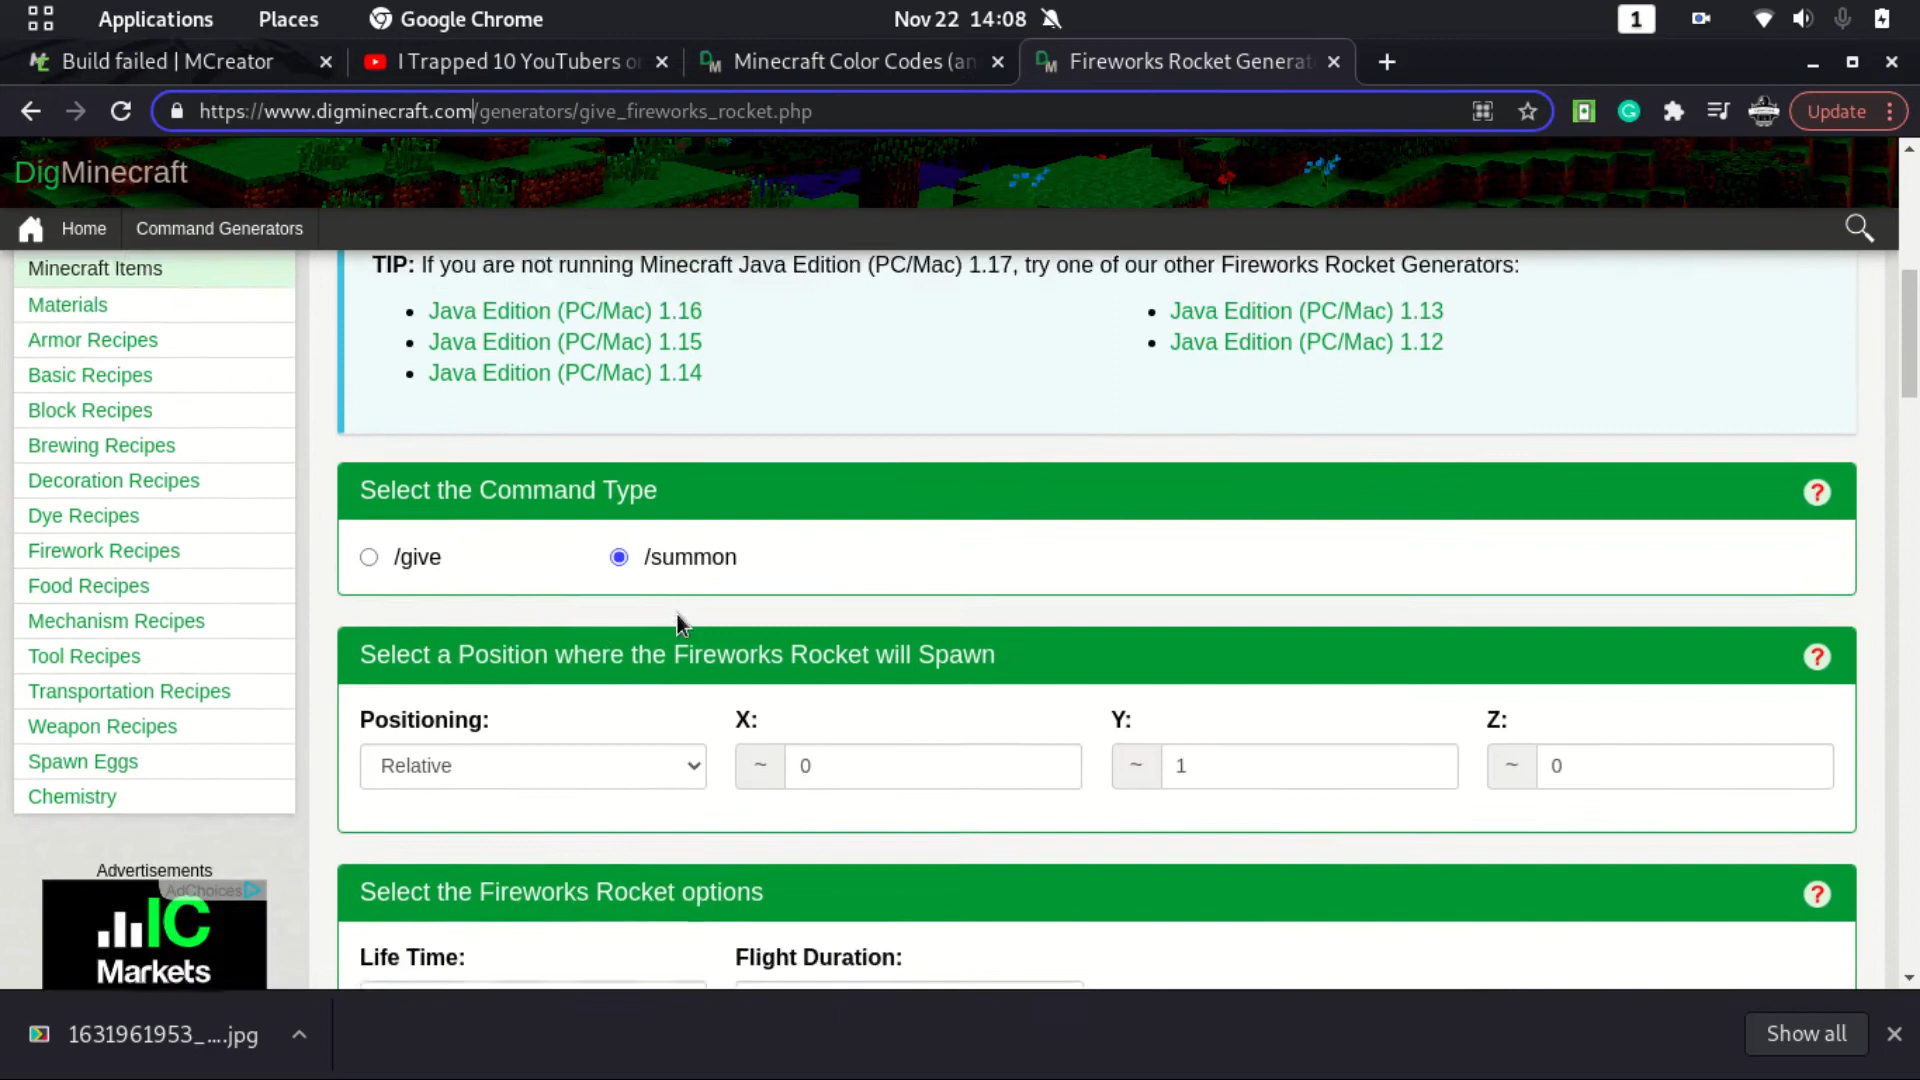 Applications
Places
Google Chrome
Nov 22 14:08
1
Build failed | MCreator
I Trapped 10 YouTubers or
Minecraft Color Codes (an
Fireworks Rocket Generat
https://www.digminecraft.com/generators/give_fireworks_rocket.php
Update
DigMinecraft
Home
Command Generators
Minecraft Items
Materials
Armor Recipes
Basic Recipes
Block Recipes
Brewing Recipes
Decoration Recipes
Dye Recipes
Firework Recipes
Food Recipes
Mechanism Recipes
Tool Recipes
Transportation Recipes
Weapon Recipes
Spawn Eggs
Chemistry
Advertisements
AdChoices
IC
Markets
TIP: If you are not running Minecraft Java Edition (PC/Mac) 1.17, try one of our other Fireworks Rocket Generators:
Java Edition (PC/Mac) 1.16
Java Edition (PC/Mac) 1.15
Java Edition (PC/Mac) 1.14
Java Edition (PC/Mac) 1.13
Java Edition (PC/Mac) 1.12
Select the Command Type
?
/give
/summon
Select a Position where the Fireworks Rocket will Spawn
?
Positioning:
X:
Y:
Z:
Relative
~ 0
~ 1
~ 0
Select the Fireworks Rocket options
?
Life Time:
Flight Duration:
1631961953_....jpg
Show all